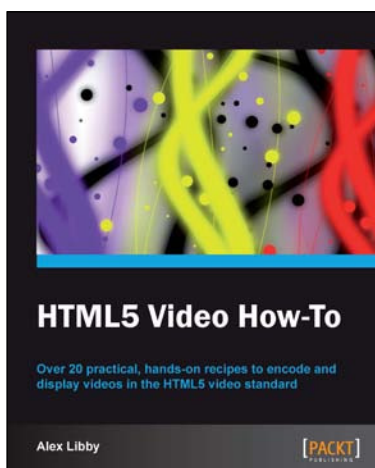 HTML5 Video How-To
Over 20 practical, hands-on recipes to encode and
display videos in the HTML5 video standard
Alex Libby
[PACKT]
PUBLISHING